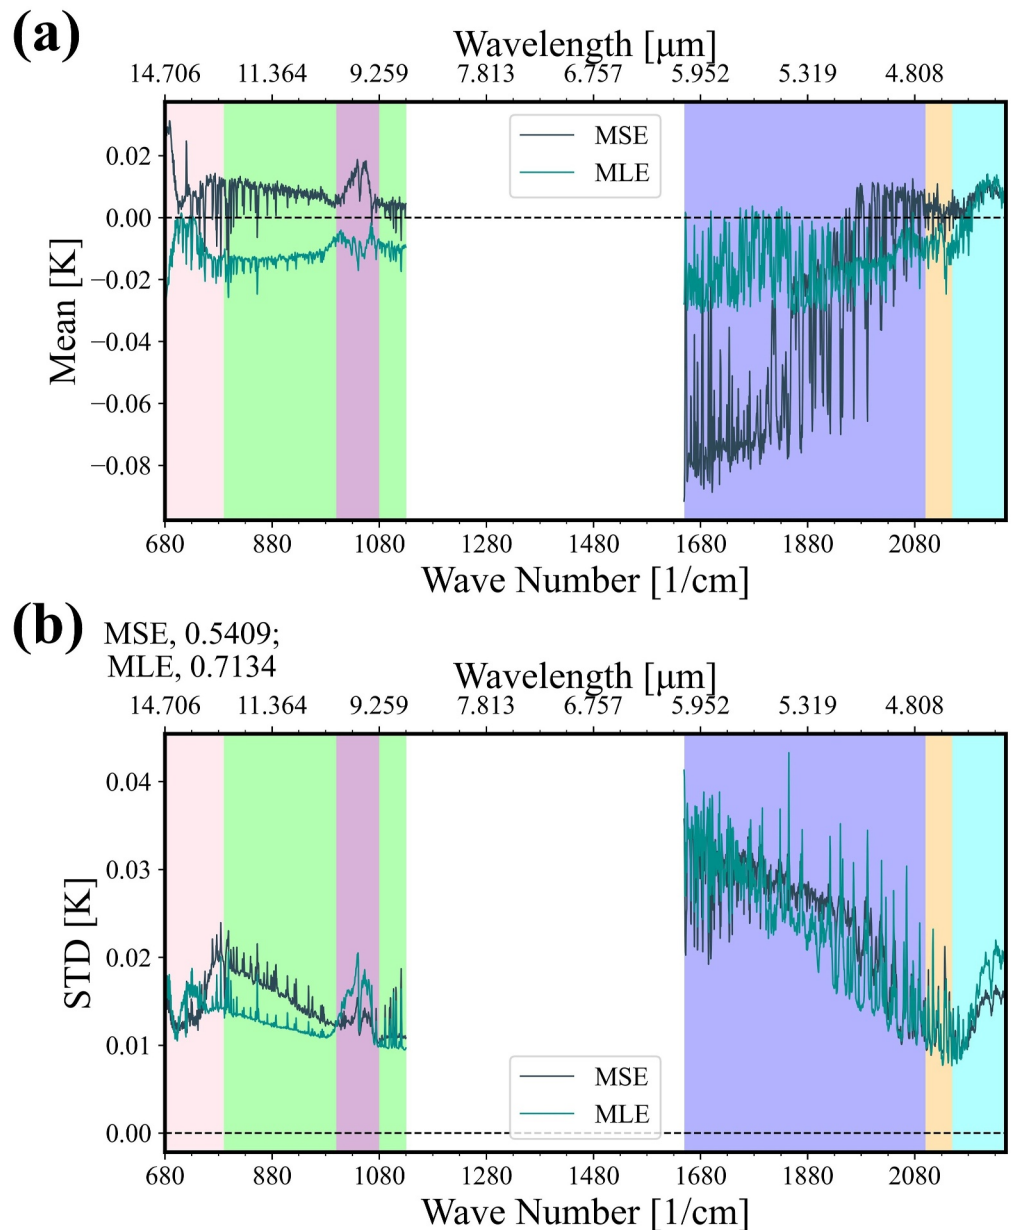 (a)
Wavelength [μm]
14.706 11.364 9.259 7.813 6.757 5.952 5.319 4.808
0.02
0.00
−0.02
−0.04
−0.06
−0.08
Mean [K]
MSE
MLE
680 880 1080 1280 1480 1680 1880 2080
Wave Number [1/cm]
(b)
MSE, 0.5409;
MLE, 0.7134
Wavelength [μm]
14.706 11.364 9.259 7.813 6.757 5.952 5.319 4.808
0.04
0.03
0.02
0.01
0.00
STD [K]
MSE
MLE
680 880 1080 1280 1480 1680 1880 2080
Wave Number [1/cm]